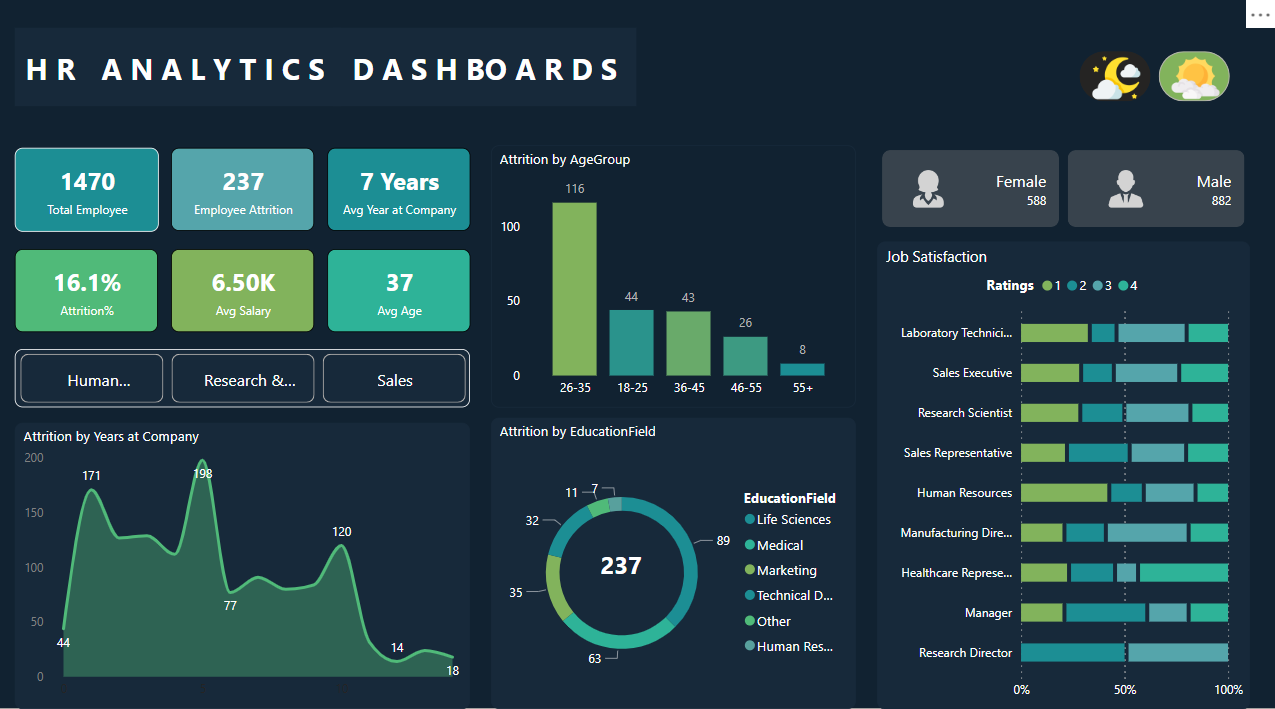 HR ANALYTICS DASHBOARDS
1470
Total Employee
237
Employee Attrition
7 Years
Avg Year at Company
16.1%
Attrition%
6.50K
Avg Salary
37
Avg Age
Human...
Research &...
Sales
Attrition by Years at Company
200
150
100
50
0
44
171
198
77
120
14
18
Attrition by AgeGroup
100
50
0
116
44
43
26
8
26-35
18-25
36-45
46-55
55+
Attrition by EducationField
237
89
63
35
32
11
7
EducationField
Life Sciences
Medical
Marketing
Technical D...
Other
Human Res...
Female
588
Male
882
Job Satisfaction
Ratings 1 2 3 4
Laboratory Technici...
Sales Executive
Research Scientist
Sales Representative
Human Resources
Manufacturing Dire...
Healthcare Represe...
Manager
Research Director
0% 50% 100%